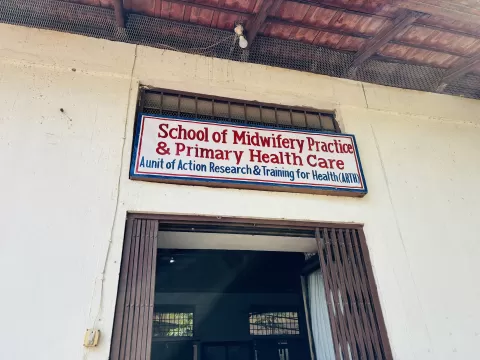 School of Midwifery Practice
& Primary Health Care
Aunit of Action Research & Training for Health (ARTH)